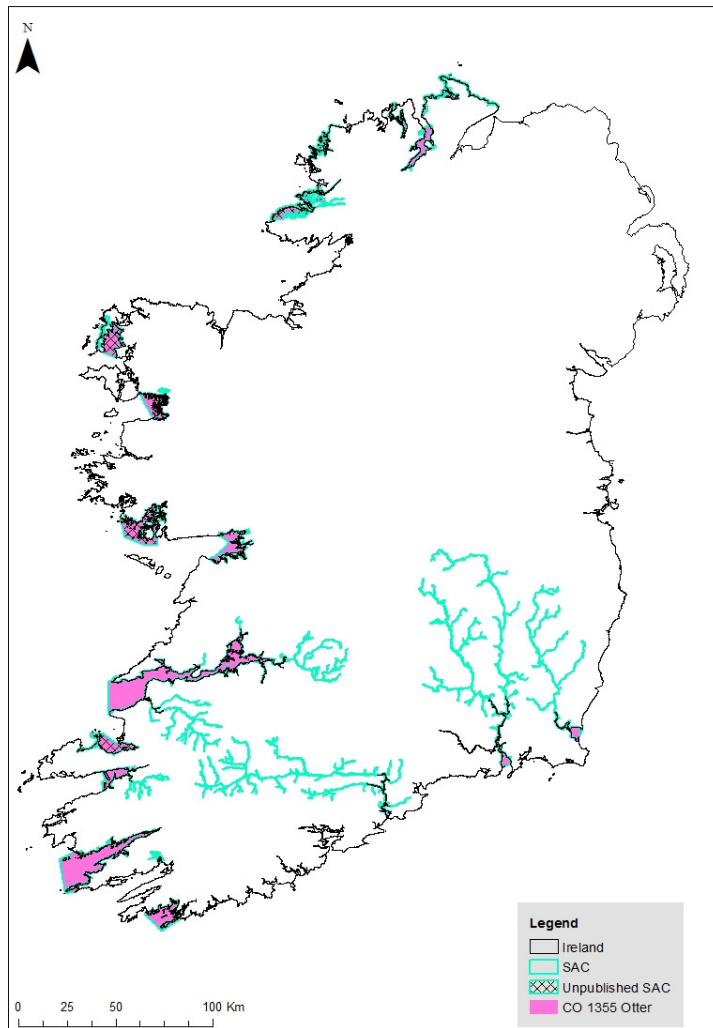 N
Legend
Ireland
SAC
Unpublished SAC
CO 1355 Otter
0 25 50 100 Km